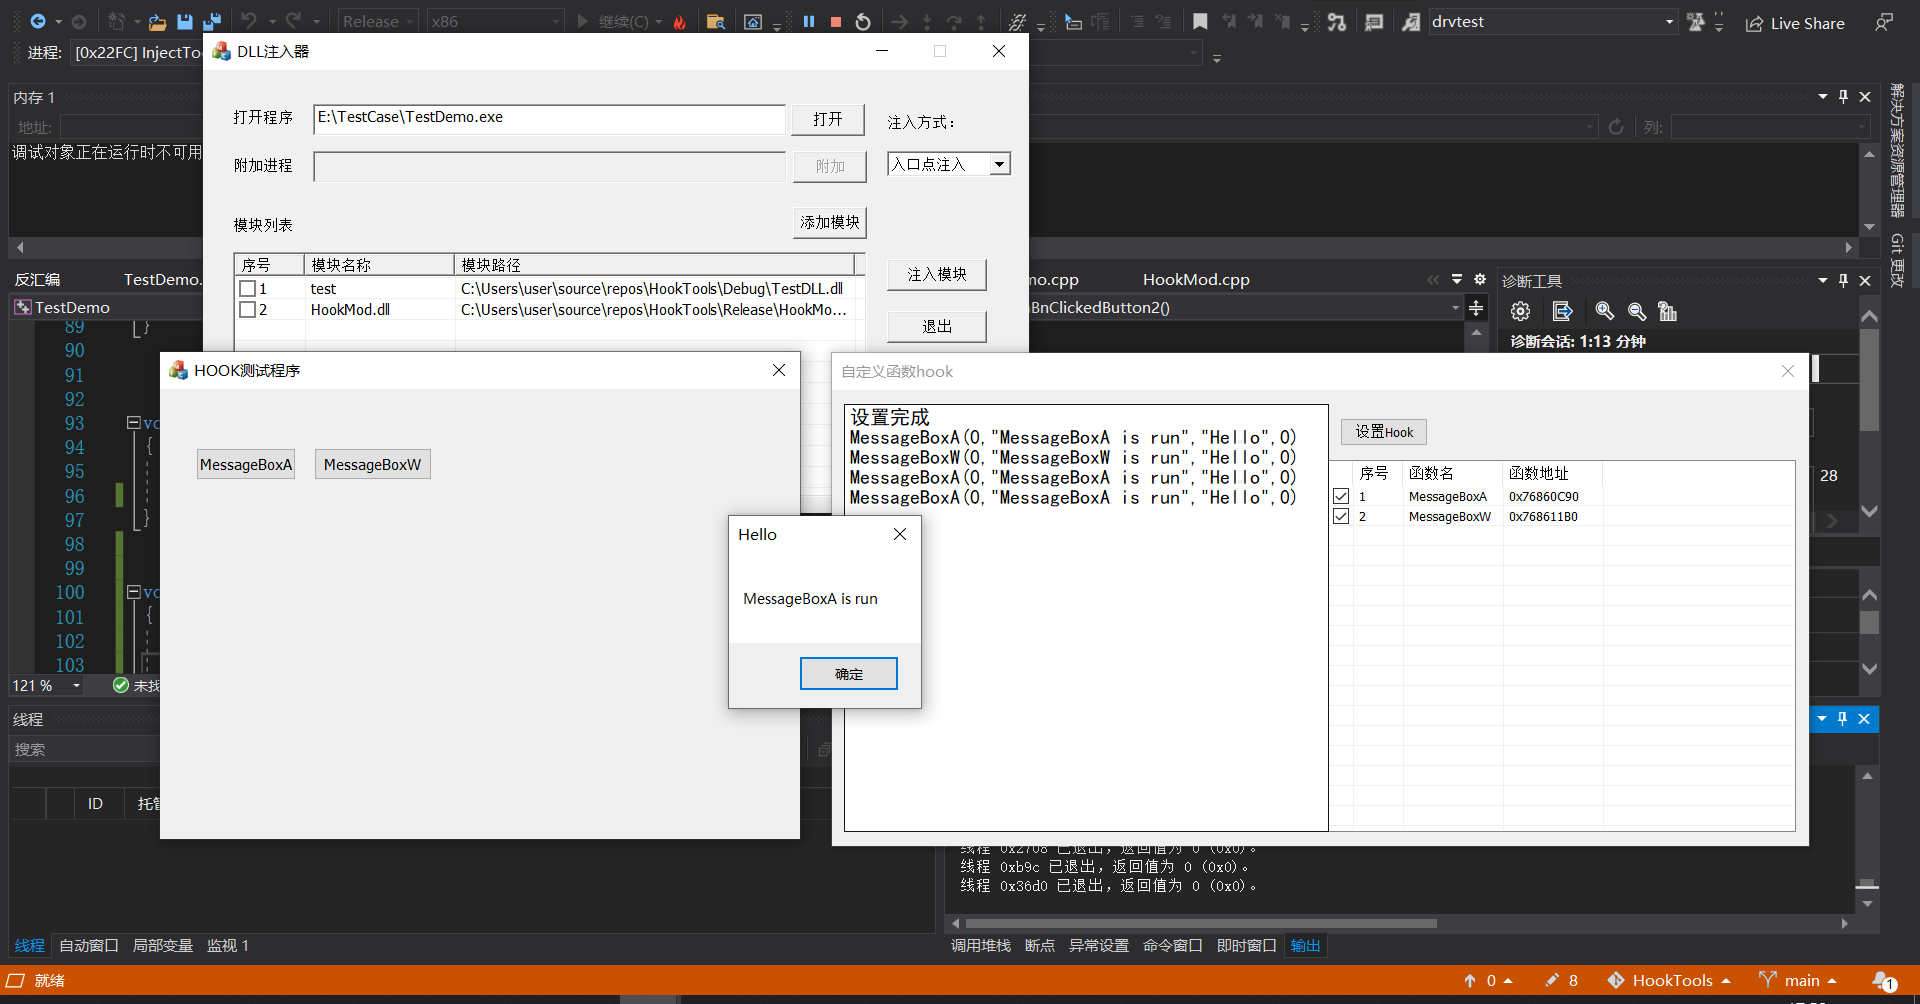 Release
x86
继续(C)
drvtest
Live Share
进程:
[0x22FC] InjectToo
DLL注入器
内存 1
地址:
列:
调试对象正在运行时不可用
打开程序
E:\TestCase\TestDemo.exe
打开
注入方式:
附加进程
附加
入口点注入
模块列表
添加模块
序号
模块名称
模块路径
1
test
C:\Users\user\source\repos\HookTools\Debug\TestDLL.dll
2
HookMod.dll
C:\Users\user\source\repos\HookTools\Release\HookMo...
注入模块
退出
解决方案资源管理器
Git 更改
反汇编
TestDemo.
mo.cpp
HookMod.cpp
TestDemo
BnClickedButton2()
诊断工具
诊断会话: 1:13 分钟
28
89
}
90
91
92
93
vo
94
{
95
96
97
}
98
99
100
vo
101
{
102
103
121 %
未找
HOOK测试程序
MessageBoxA
MessageBoxW
自定义函数hook
设置完成
MessageBoxA(0,"MessageBoxA is run","Hello",0)
MessageBoxW(0,"MessageBoxW is run","Hello",0)
MessageBoxA(0,"MessageBoxA is run","Hello",0)
MessageBoxA(0,"MessageBoxA is run","Hello",0)
设置Hook
序号
函数名
函数地址
1
MessageBoxA
0x76860C90
2
MessageBoxW
0x768611B0
Hello
MessageBoxA is run
确定
线程
搜索
ID
托管
线程 0x2708 已退出，返回值为 0 (0x0)。
线程 0xb9c 已退出，返回值为 0 (0x0)。
线程 0x36d0 已退出，返回值为 0 (0x0)。
线程
自动窗口
局部变量
监视 1
调用堆栈
断点
异常设置
命令窗口
即时窗口
输出
就绪
0
8
HookTools
main
1